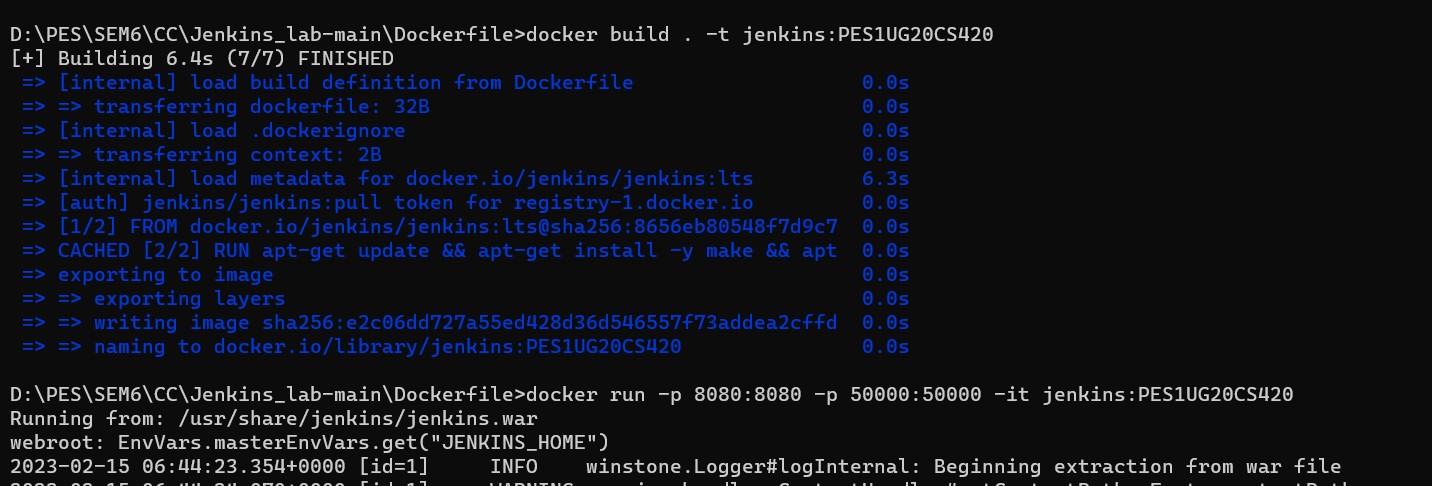 D:\PES\SEM6\CC\Jenkins_lab-main\Dockerfile>docker build . -t jenkins:PES1UG20CS420
[+] Building 6.4s (7/7) FINISHED
=> [internal] load build definition from Dockerfile 0.0s
=> => transferring dockerfile: 32B 0.0s
=> [internal] load .dockerignore 0.0s
=> => transferring context: 2B 0.0s
=> [internal] load metadata for docker.io/jenkins/jenkins:lts 6.3s
=> [auth] jenkins/jenkins:pull token for registry-1.docker.io 0.0s
=> [1/2] FROM docker.io/jenkins/jenkins:lts@sha256:8656eb80548f7d9c7 0.0s
=> CACHED [2/2] RUN apt-get update && apt-get install -y make && apt 0.0s
=> exporting to image 0.0s
=> => exporting layers 0.0s
=> => writing image sha256:e2c06dd727a55ed428d36d546557f73addea2cffd 0.0s
=> => naming to docker.io/library/jenkins:PES1UG20CS420 0.0s
D:\PES\SEM6\CC\Jenkins_lab-main\Dockerfile>docker run -p 8080:8080 -p 50000:50000 -it jenkins:PES1UG20CS420
Running from: /usr/share/jenkins/jenkins.war
webroot: EnvVars.masterEnvVars.get("JENKINS_HOME")
2023-02-15 06:44:23.354+0000 [id=1] INFO winstone.Logger#logInternal: Beginning extraction from war file